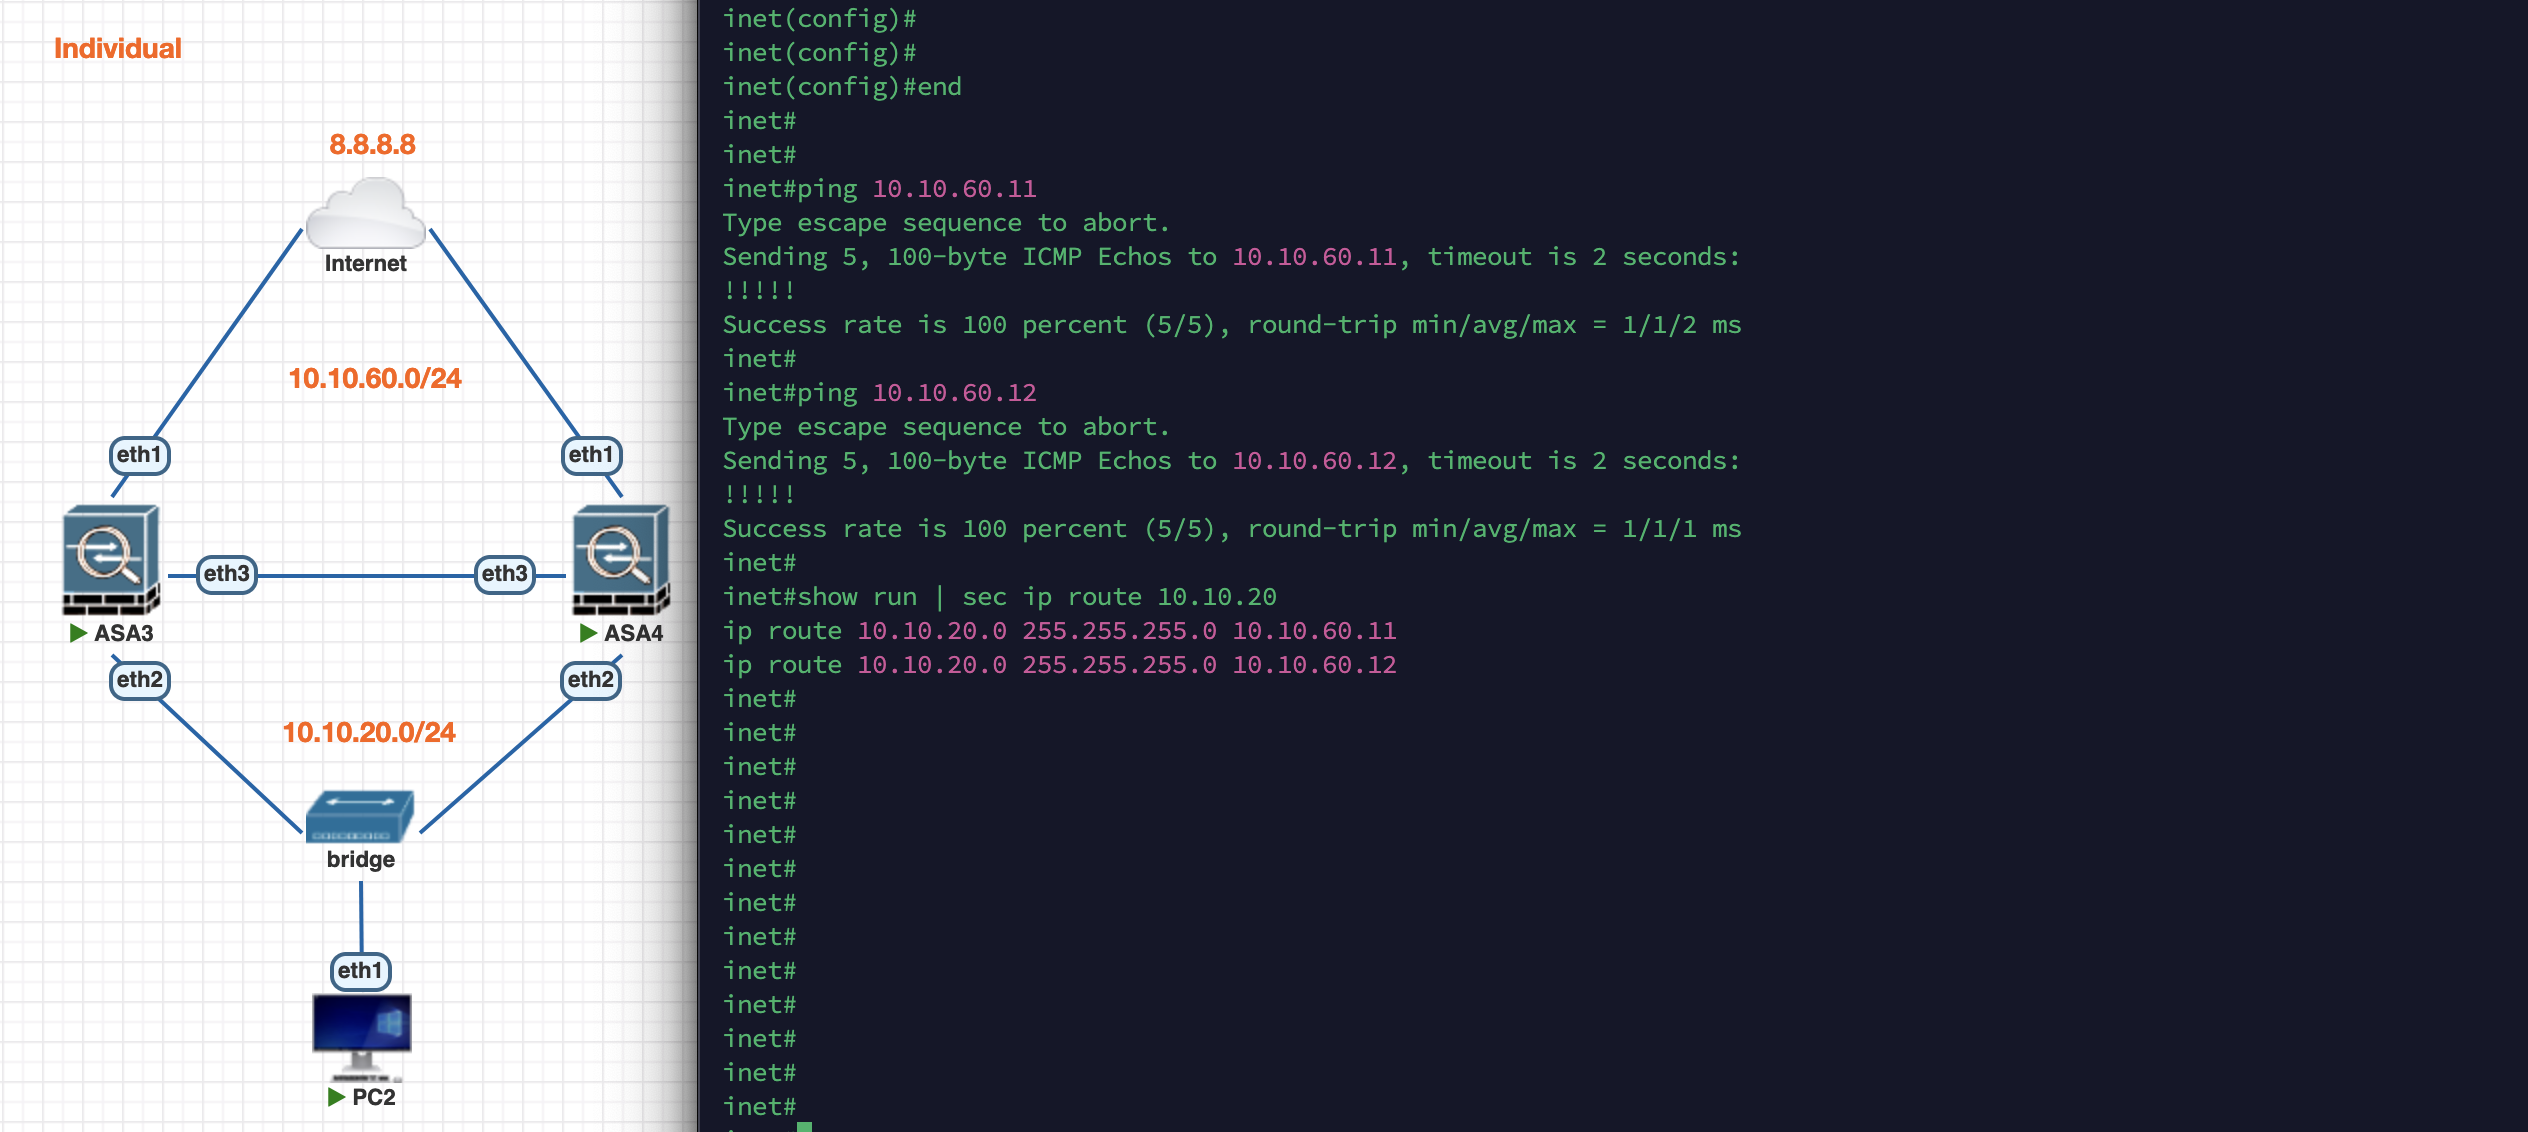 Individual
8.8.8.8
Internet
10.10.60.0/24
eth1
eth1
eth3
eth3
ASA3
ASA4
eth2
eth2
10.10.20.0/24
bridge
eth1
PC2
inet(config)#
inet(config)#
inet(config)#end
inet#
inet#
inet#ping 10.10.60.11
Type escape sequence to abort.
Sending 5, 100-byte ICMP Echos to 10.10.60.11, timeout is 2 seconds:
!!!!!
Success rate is 100 percent (5/5), round-trip min/avg/max = 1/1/2 ms
inet#
inet#ping 10.10.60.12
Type escape sequence to abort.
Sending 5, 100-byte ICMP Echos to 10.10.60.12, timeout is 2 seconds:
!!!!!
Success rate is 100 percent (5/5), round-trip min/avg/max = 1/1/1 ms
inet#
inet#show run | sec ip route 10.10.20
ip route 10.10.20.0 255.255.255.0 10.10.60.11
ip route 10.10.20.0 255.255.255.0 10.10.60.12
inet#
inet#
inet#
inet#
inet#
inet#
inet#
inet#
inet#
inet#
inet#
inet#
inet#